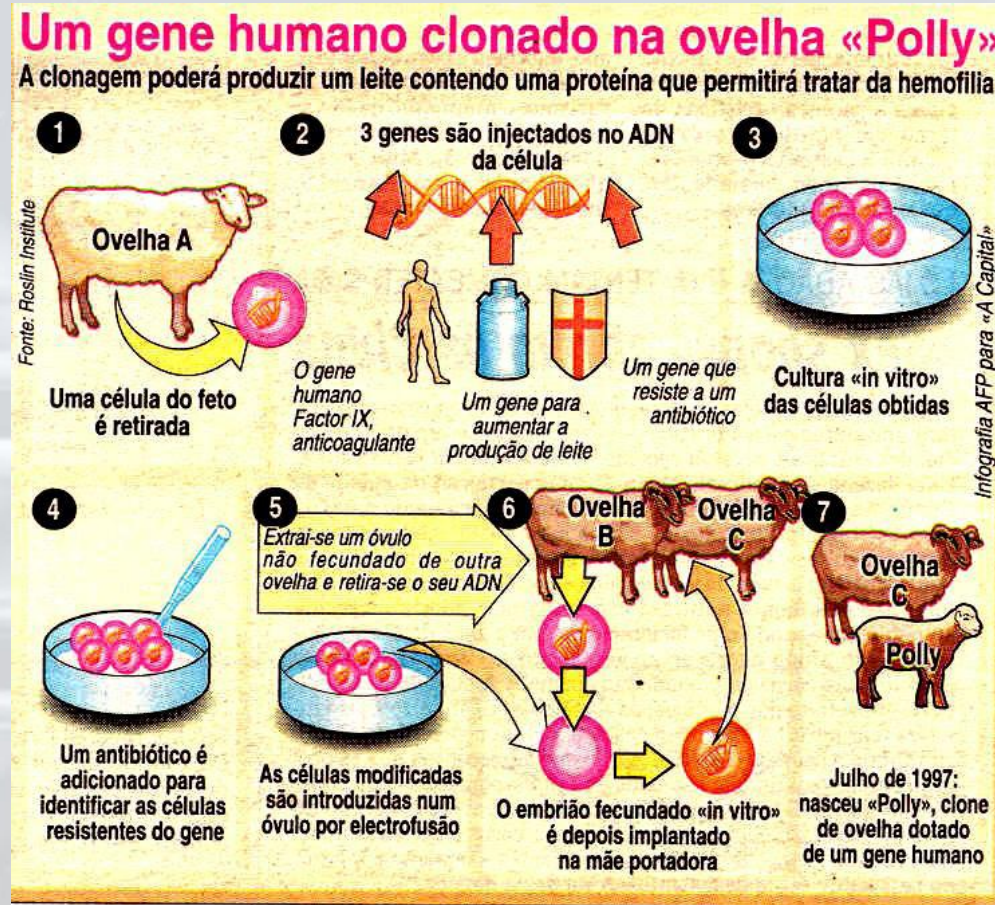 Um gene humano clonado na ovelha «Polly»
A clonagem poderá produzir um leite contendo uma proteína que permitirá tratar da hemofilia
Fonte: Roslin Institute
1
Ovelha A
Uma célula do feto
é retirada
2
3 genes são injectados no ADN
da célula
O gene
humano
Factor IX,
anticoagulante
Um gene para
aumentar a
produção de leite
Um gene que
resiste a um
antibiótico
3
Cultura «in vitro»
das células obtidas
Infografia AFP para «A Capital»
4
Um antibiótico é
adicionado para
identificar as células
resistentes do gene
5
Extrai-se um óvulo
não fecundado de outra
ovelha e retira-se o seu ADN
As células modificadas
são introduzidas num
óvulo por electrofusão
6
Ovelha
B
Ovelha
C
O embrião fecundado «in vitro»
é depois implantado
na mãe portadora
7
Ovelha
C
Polly
Julho de 1997:
nasceu «Polly», clone
de ovelha dotado
de um gene humano